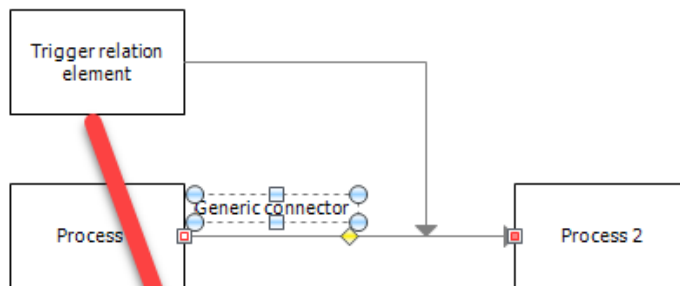 Trigger relation
element
Generic connector
Process
Process 2